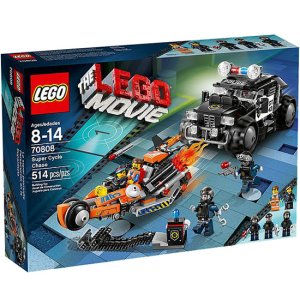 LEGO
THE
LEGO
MOVIE
Ages/edades
8-14
70808
Super Cycle
Chase
514 pcs/pzs